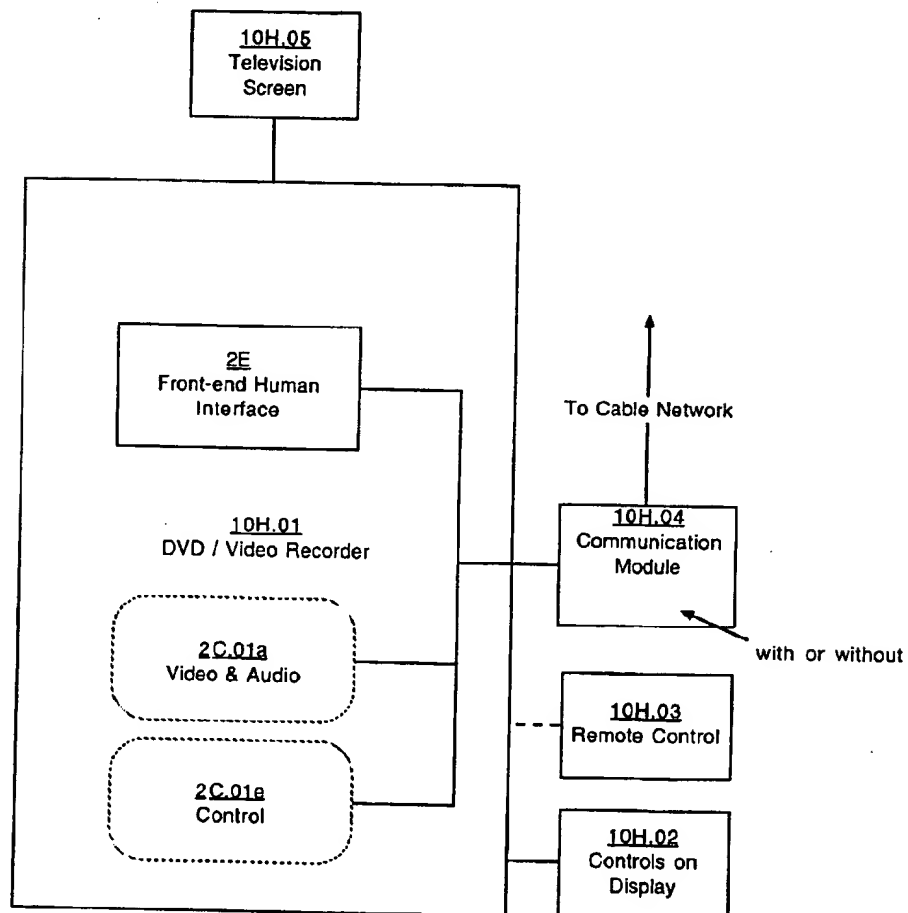 10H.05
Television
Screen
2E
Front-end Human
Interface
To Cable Network
10H.01
DVD / Video Recorder
10H.04
Communication
Module
with or without
2C.01a
Video & Audio
10H.03
Remote Control
2C.01e
Control
10H.02
Controls on
Display